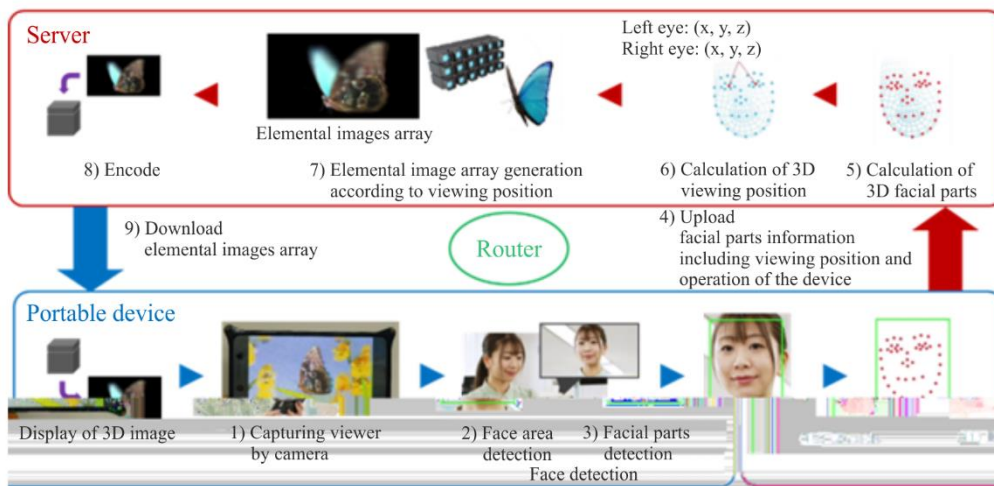 Server
Left eye: (x, y, z)
Right eye: (x, y, z)
Elemental images array
8) Encode
7) Elemental image array generation
according to viewing position
6) Calculation of 3D
viewing position
5) Calculation of
3D facial parts
9) Download
elemental images array
Router
4) Upload
facial parts information
including viewing position and
operation of the device
Portable device
Display of 3D image
1) Capturing viewer
by camera
2) Face area
detection
3) Facial parts
detection
Face detection